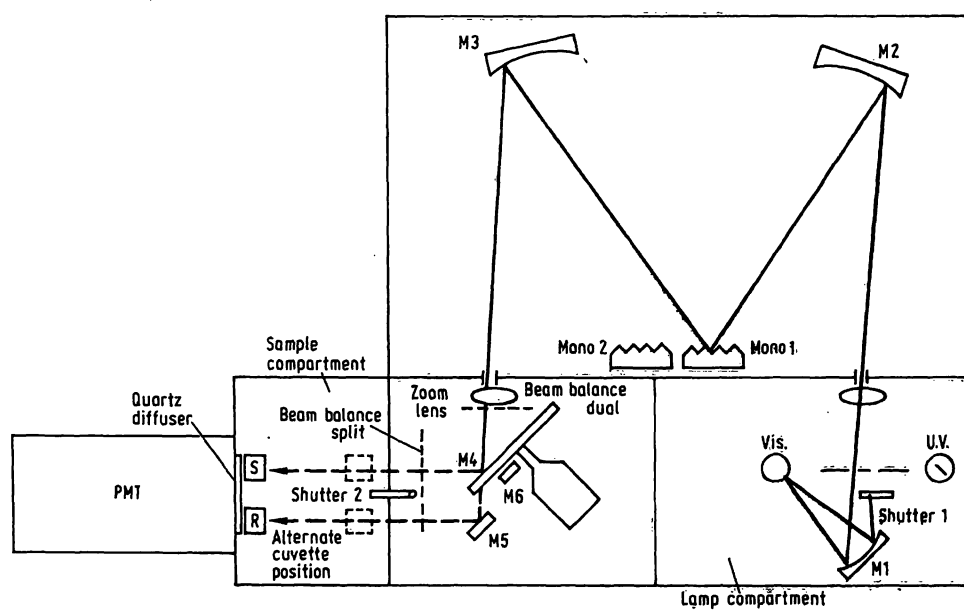 M3
M2
Mono 2
Mono 1
Sample
compartment
Zoom
lens
Beam balance
dual
Quartz
diffuser
Beam balance
split
Vis.
U.V.
S
M4
PMT
Shutter 2
M6
Shutter 1
R
M5
Alternate
cuvette
position
M1
Lamp compartment